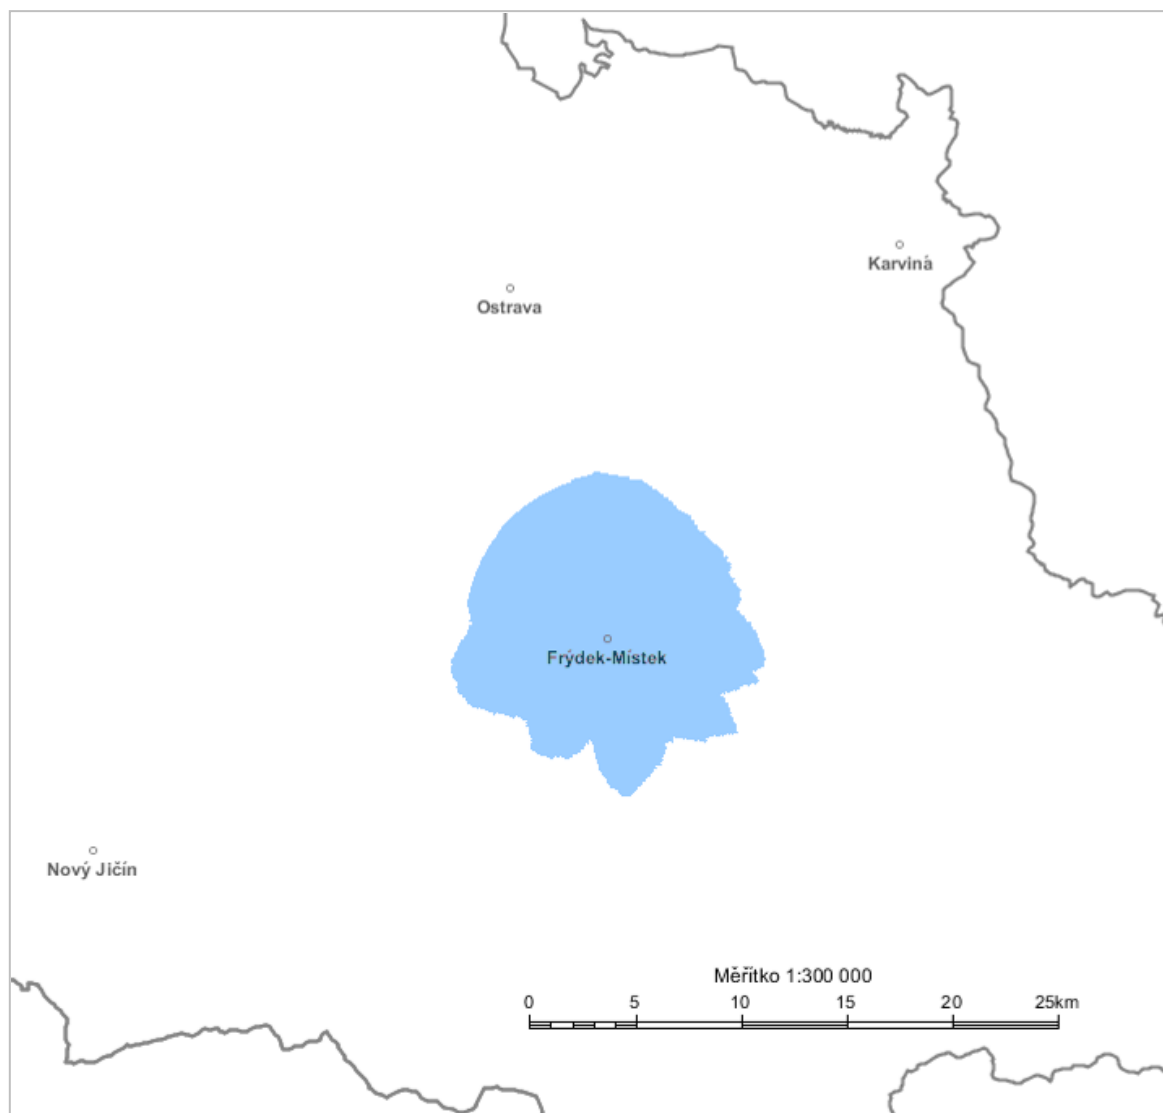 Karviná
Ostrava
Frýdek-Místek
Nový Jičín
Měřítko 1:300 000
0 5 10 15 20 25km